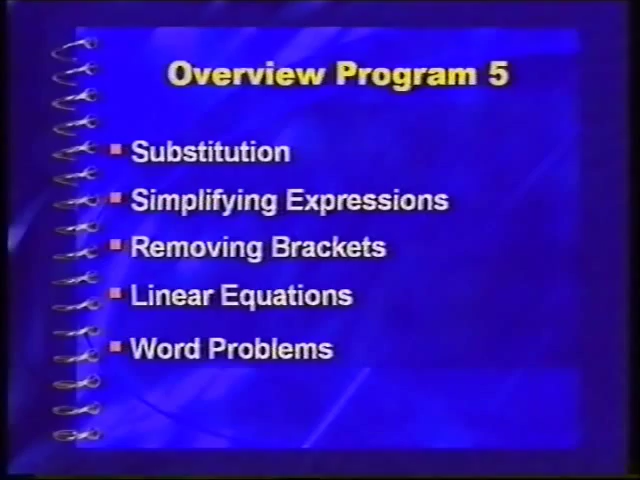 Overview Program 5
Substitution
Simplifying Expressions
Removing Brackets
Linear Equations
Word Problems